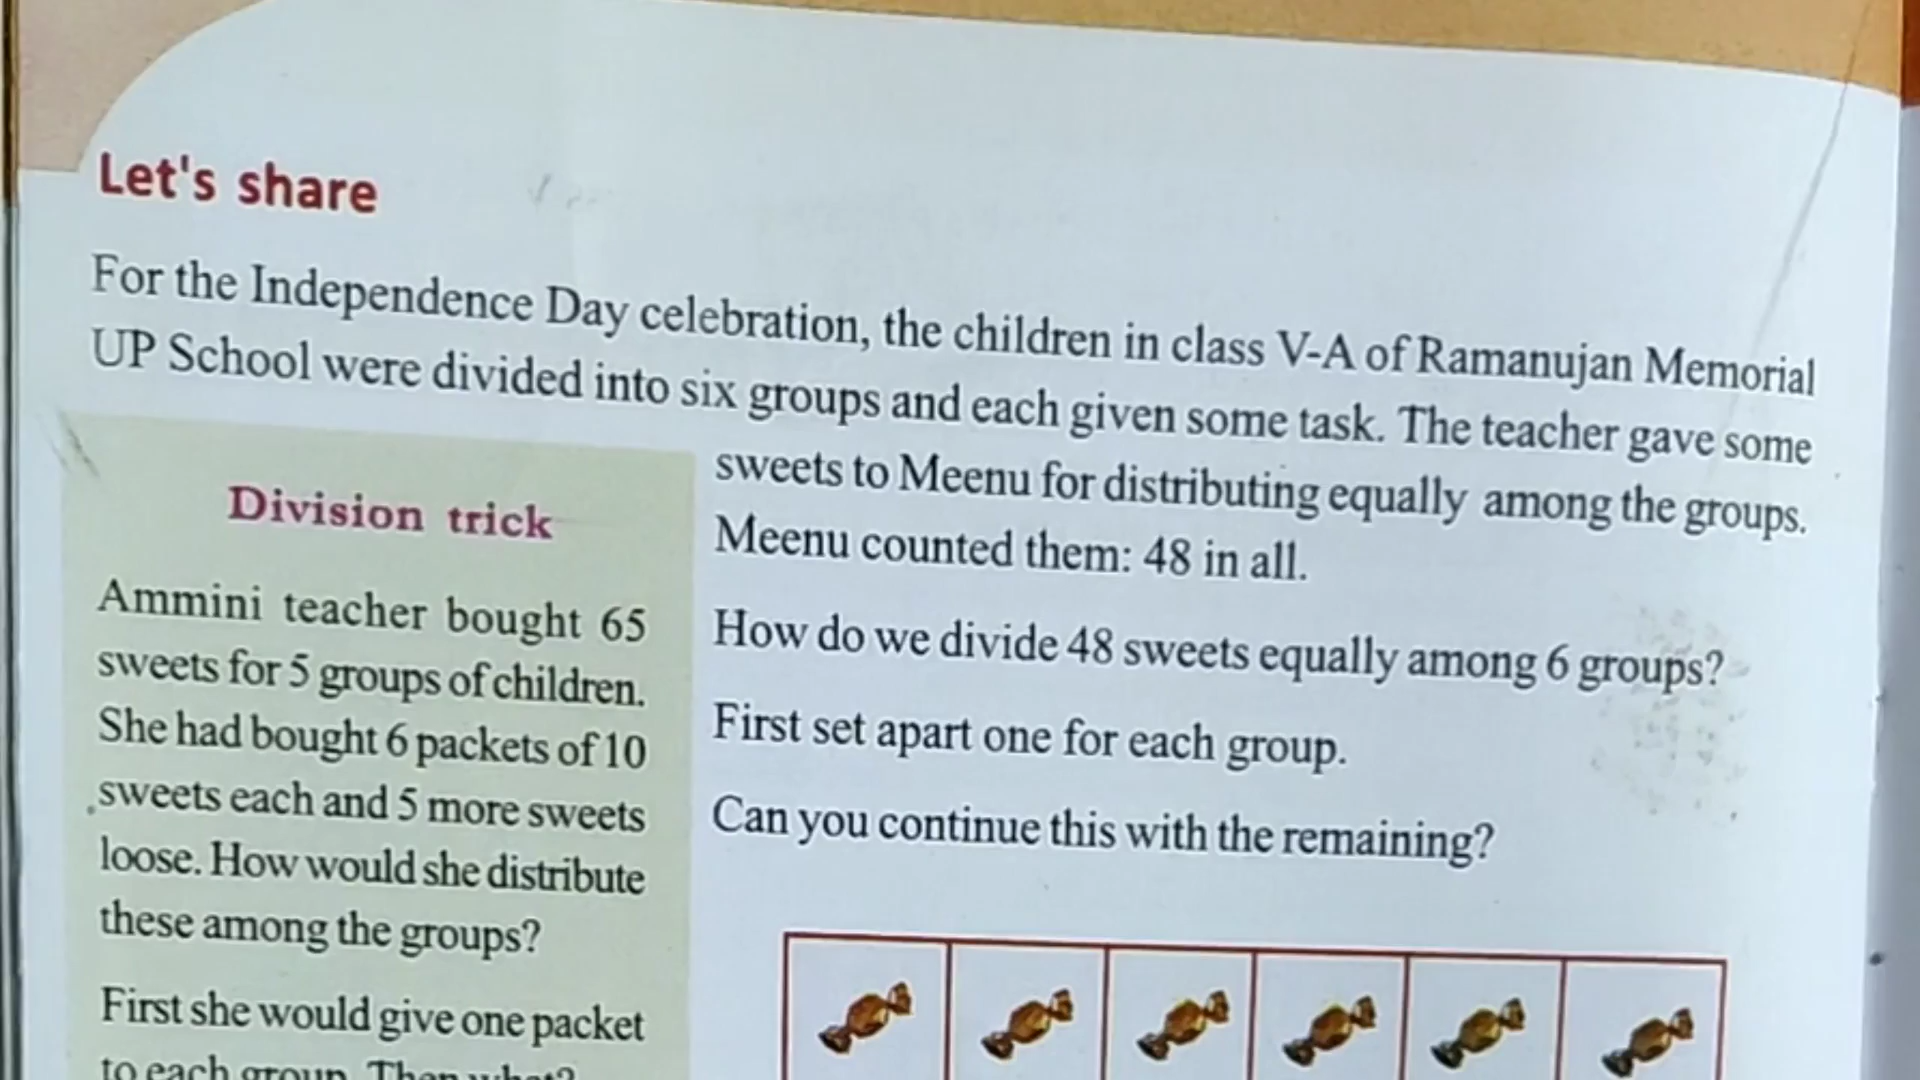 Let's share
For the Independence Day celebration, the children in class V-A of Ramanujan Memorial
UP School were divided into six groups and each given some task. The teacher gave some
sweets to Meenu for distributing equally among the groups.
Meenu counted them: 48 in all.
How do we divide 48 sweets equally among 6 groups?
First set apart one for each group.
Can you continue this with the remaining?
Division trick
Ammini teacher bought 65
sweets for 5 groups of children.
She had bought 6 packets of 10
sweets each and 5 more sweets
loose. How would she distribute
these among the groups?
First she would give one packet
to each group. Then what?